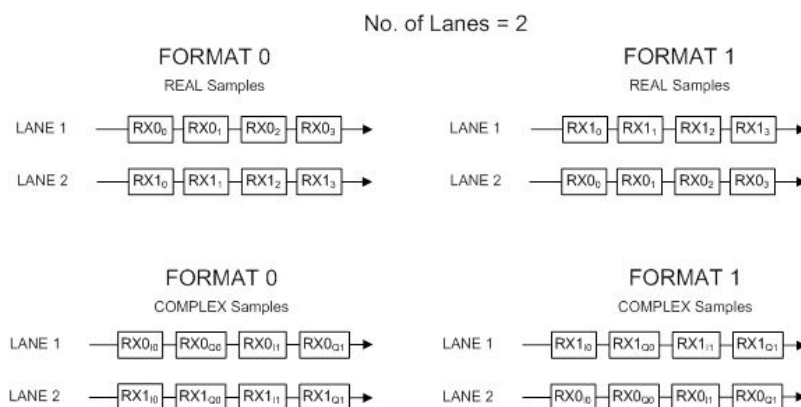 No. of Lanes = 2
FORMAT 0
REAL Samples
LANE 1 RX0₀ RX0₁ RX0₂ RX0₃
LANE 2 RX1₀ RX1₁ RX1₂ RX1₃
FORMAT 1
REAL Samples
LANE 1 RX1₀ RX1₁ RX1₂ RX1₃
LANE 2 RX0₀ RX0₁ RX0₂ RX0₃
FORMAT 0
COMPLEX Samples
LANE 1 RX0I0 RX0Q0 RX0I1 RX0Q1
LANE 2 RX1I0 RX1Q0 RX1I1 RX1Q1
FORMAT 1
COMPLEX Samples
LANE 1 RX1I0 RX1Q0 RX1I1 RX1Q1
LANE 2 RX0I0 RX0Q0 RX0I1 RX0Q1